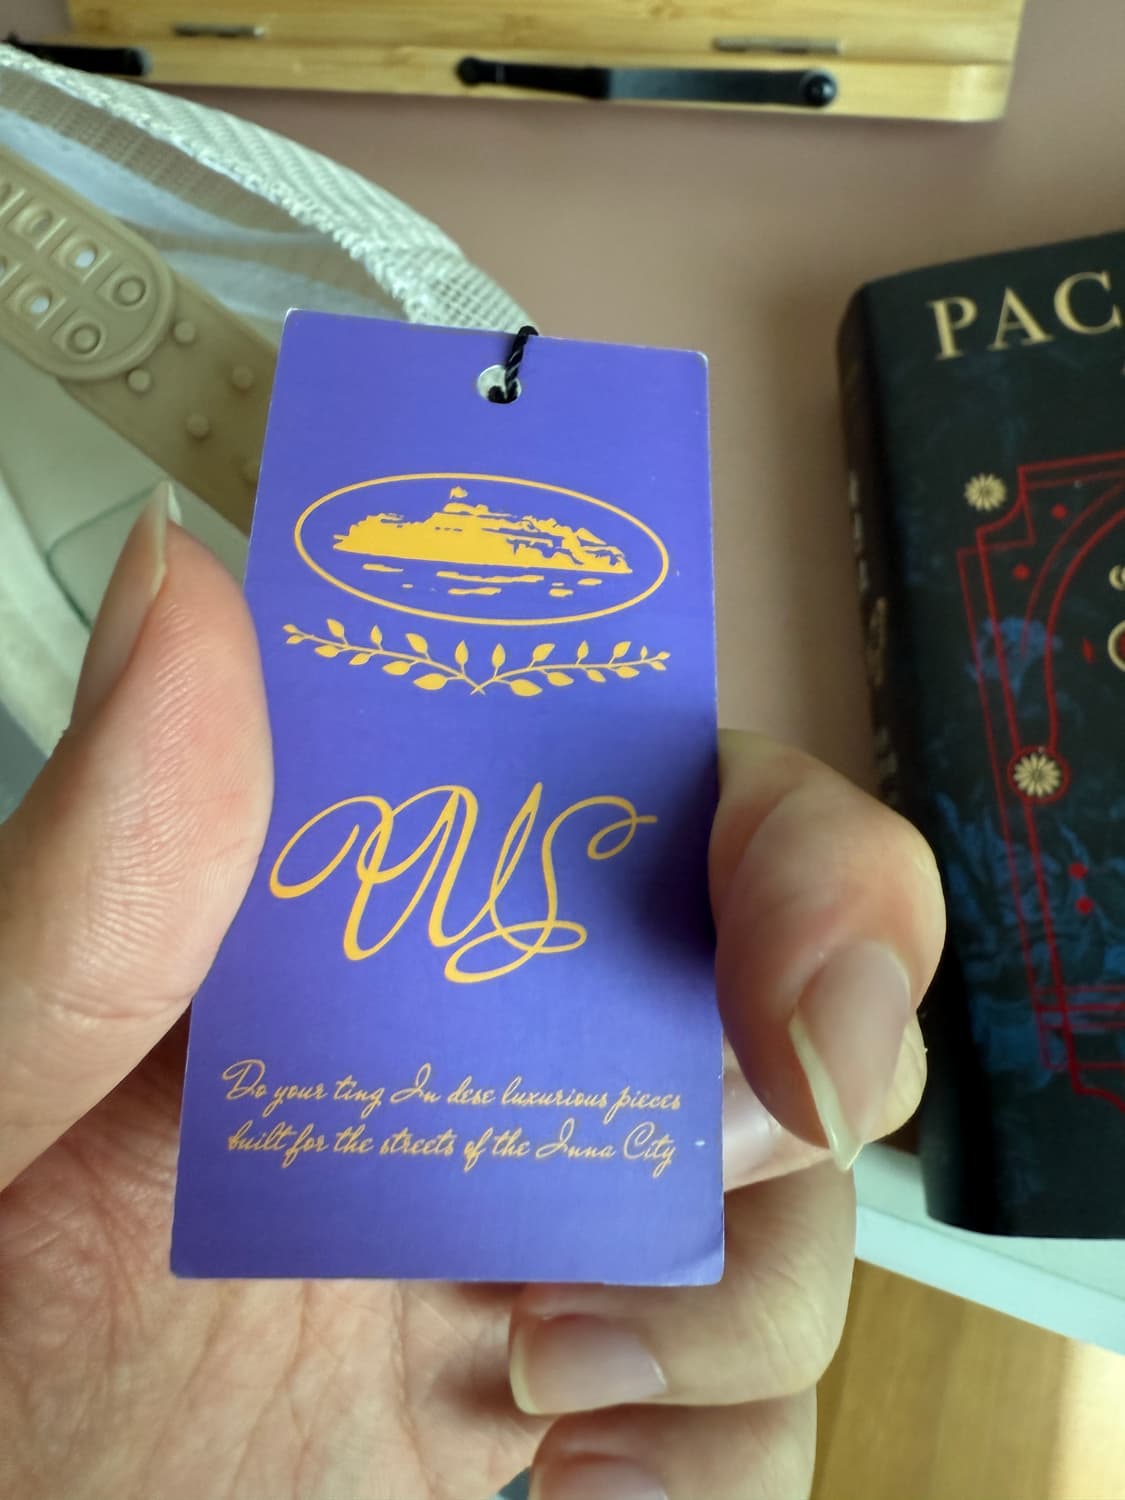 Do your ting In dese luxurious pieces
built for the streets of the Inna City
PAC